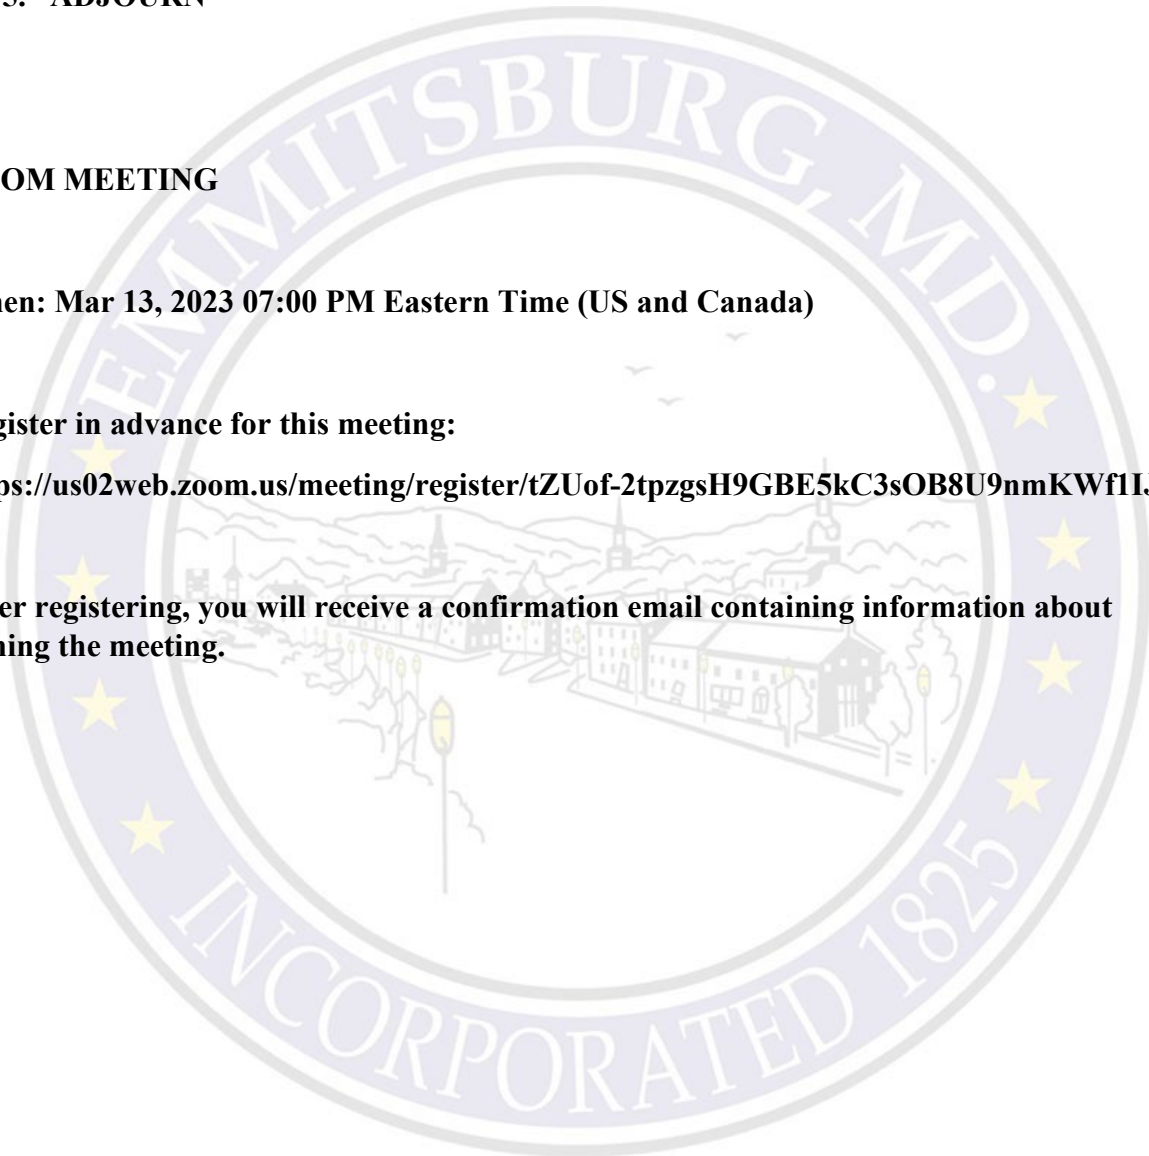 5. ADJOURN
OM MEETING
en: Mar 13, 2023 07:00 PM Eastern Time (US and Canada)
gister in advance for this meeting:
ps://us02web.zoom.us/meeting/register/tZUof-2tpzgsH9GBE5kC3sOB8U9nmKWf1IJ
er registering, you will receive a confirmation email containing information about
ning the meeting.
EMMITSBURG, MD.
INCORPORATED 1825